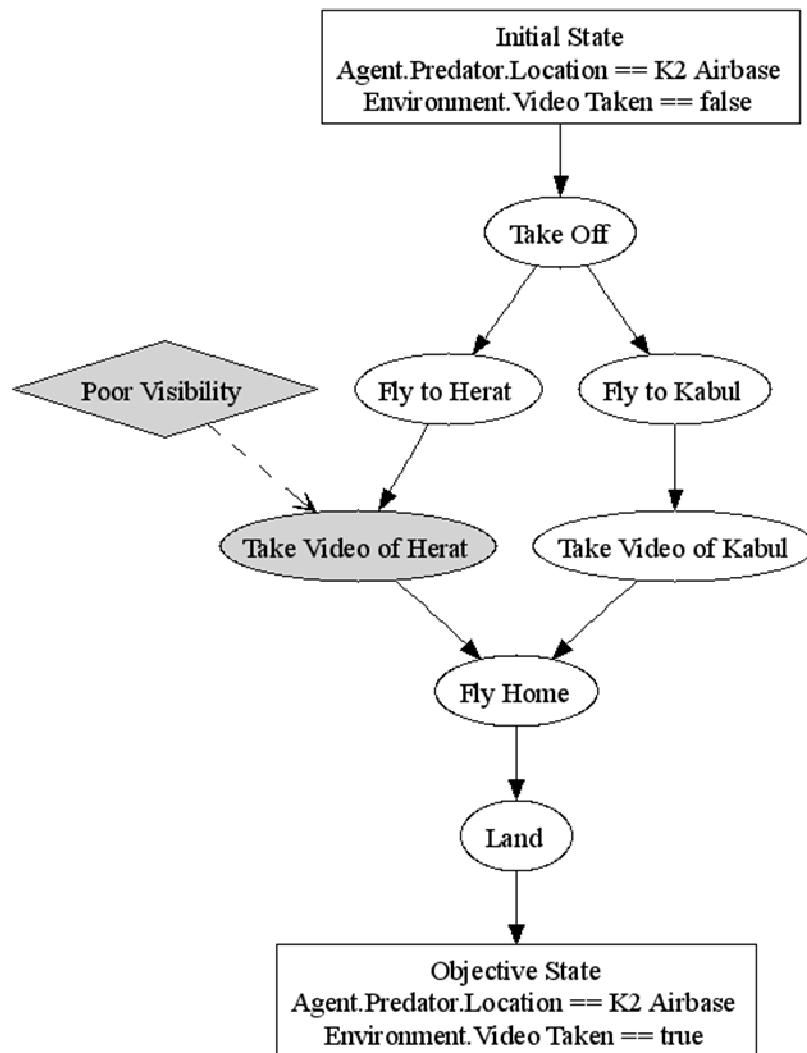 Initial State
Agent.Predator.Location == K2 Airbase
Environment.Video Taken == false
Take Off
Poor Visibility
Fly to Herat
Fly to Kabul
Take Video of Herat
Take Video of Kabul
Fly Home
Land
Objective State
Agent.Predator.Location == K2 Airbase
Environment.Video Taken == true